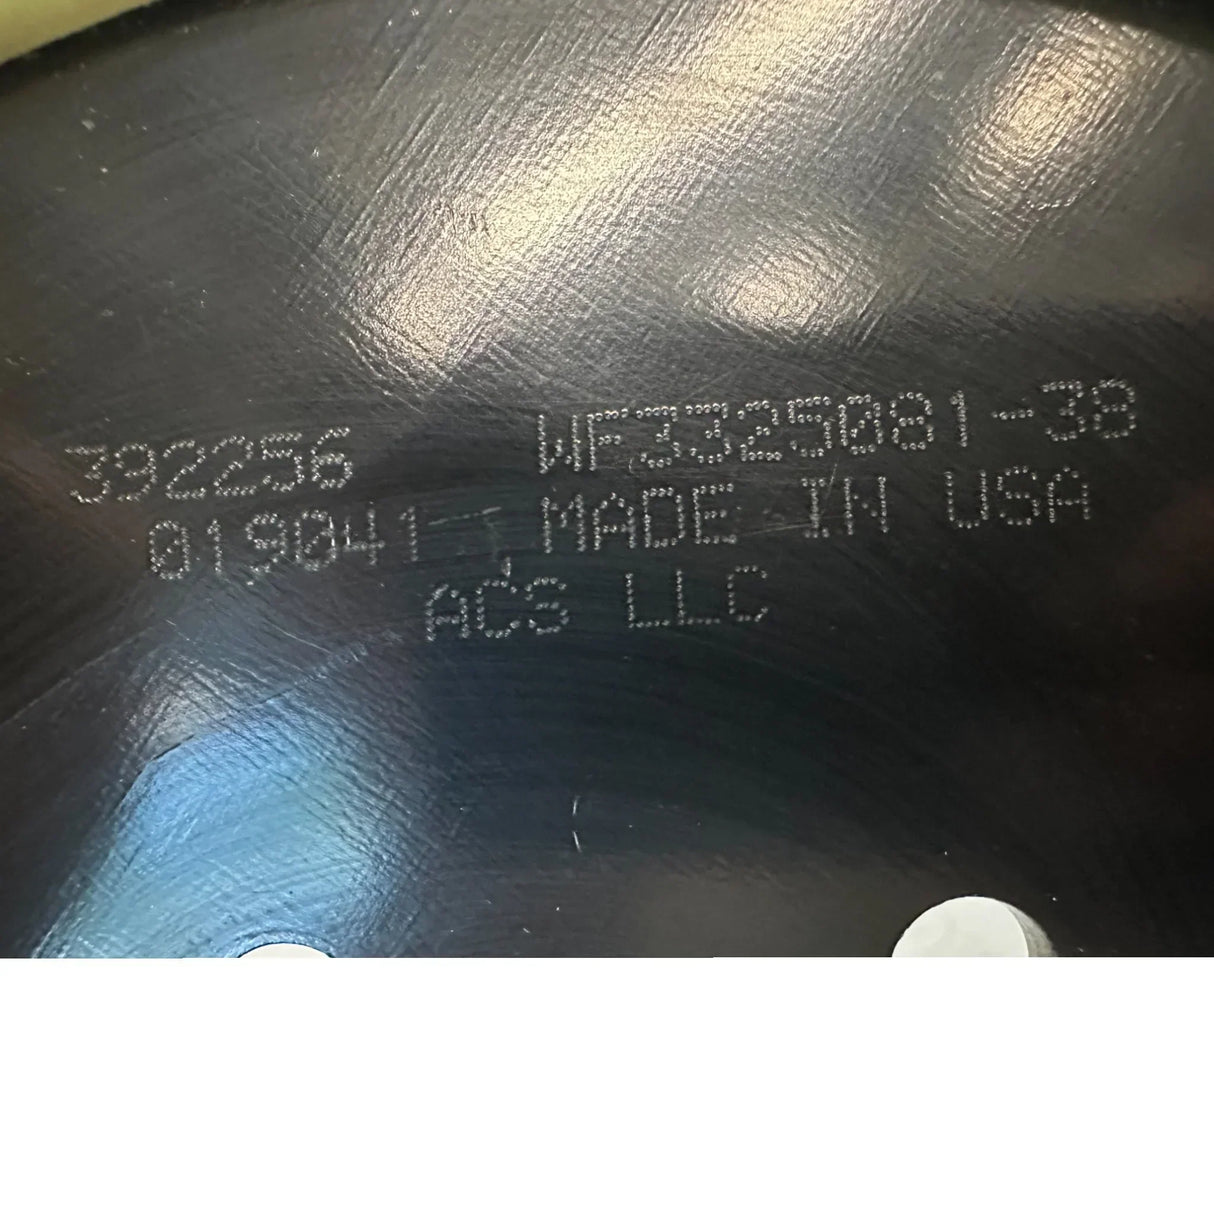 392256 WF3325081-38
019041 MADE IN USA
ACS LLC